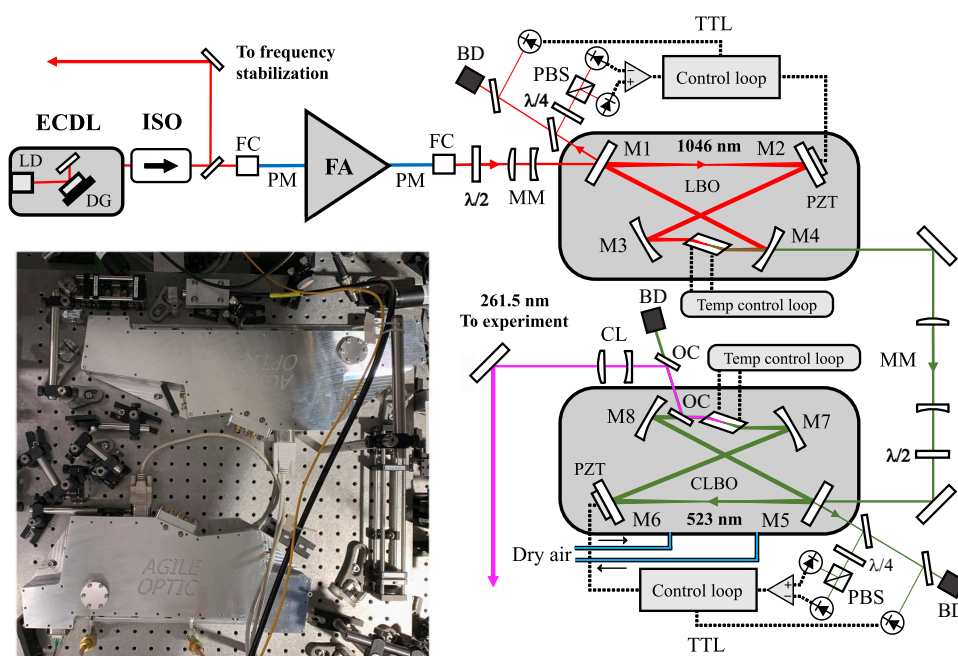 To frequency
stabilization
ECDL
ISO
LD
DG
FC
PM
FA
PM
FC
λ/2
MM
BD
PBS
λ/4
TTL
−
+
Control loop
M1
1046 nm
M2
LBO
PZT
M3
M4
Temp control loop
261.5 nm
To experiment
BD
CL
OC
Temp control loop
MM
OC
M8
M7
λ/2
PZT
CLBO
M6
523 nm
M5
Dry air
λ/4
Control loop
+
−
PBS
BD
TTL
AGILE
OPTIC
AGILE
OPTIC